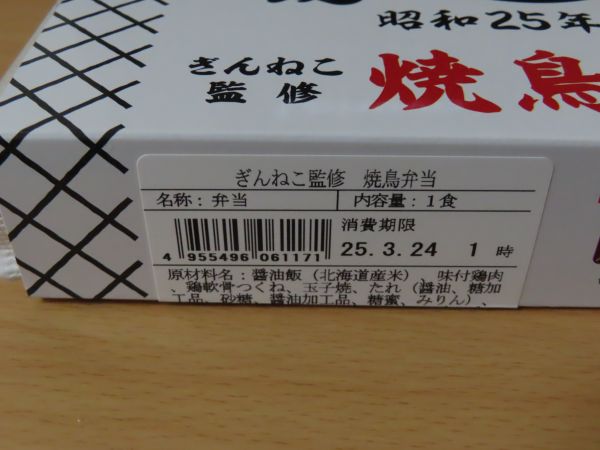 昭和25年
ぎんねこ
監修
焼鳥
ぎんねこ監修 焼鳥弁当
名称：弁当 内容量：1食
消費期限
4 955496 061171
25. 3. 24 1 時
原材料名：醤油飯（北海道産米）、味付鶏肉
、鶏軟骨つくね、玉子焼、たれ（醤油、糖加
工品、砂糖、醤油加工品、糖蜜、みりん）、